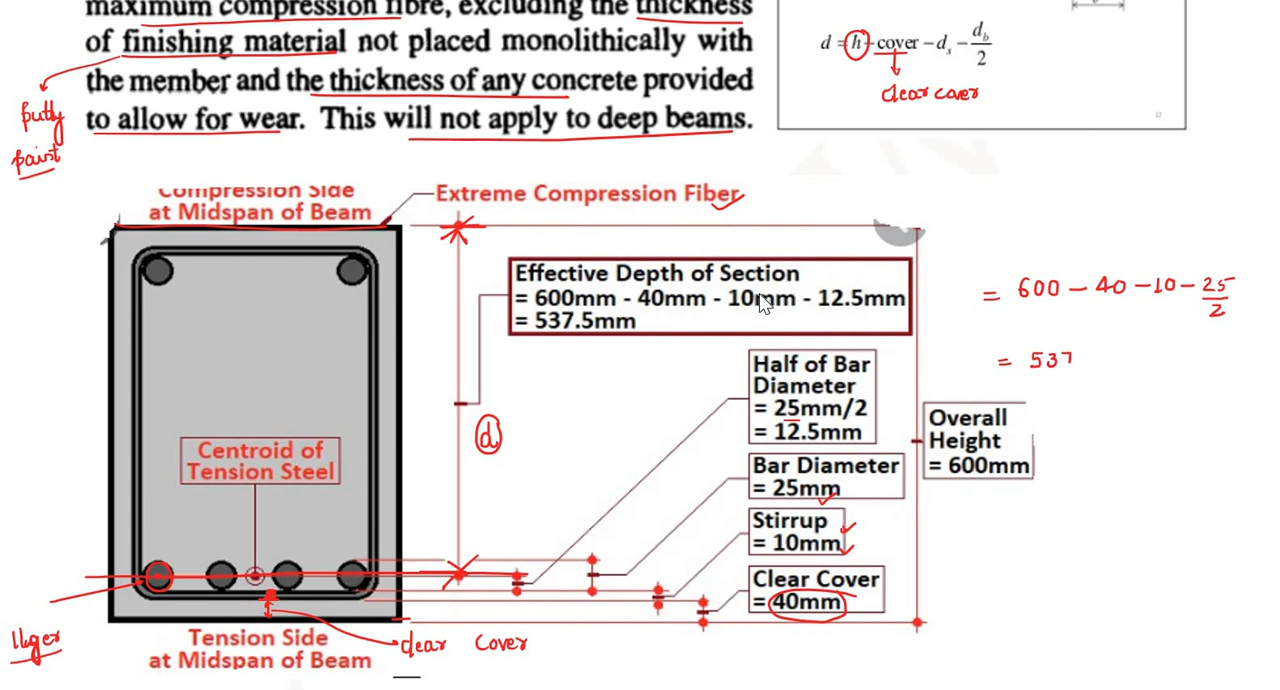 maximum compression fibre, excluding the thickness
of finishing material not placed monolithically with
the member and the thickness of any concrete provided
to allow for wear. This will not apply to deep beams.
putty
paint
d = h - cover - ds - db/2
clear cover
Compression Side
at Midspan of Beam
Extreme Compression Fiber
Effective Depth of Section
= 600mm - 40mm - 10mm - 12.5mm
= 537.5mm
= 600 - 40 - 10 - 25/2
= 537
Half of Bar
Diameter
= 25mm/2
= 12.5mm
d
Overall
Height
= 600mm
Centroid of
Tension Steel
Bar Diameter
= 25mm
Stirrup
= 10mm
Clear Cover
= 40mm
Tension Side
at Midspan of Beam
clear cover